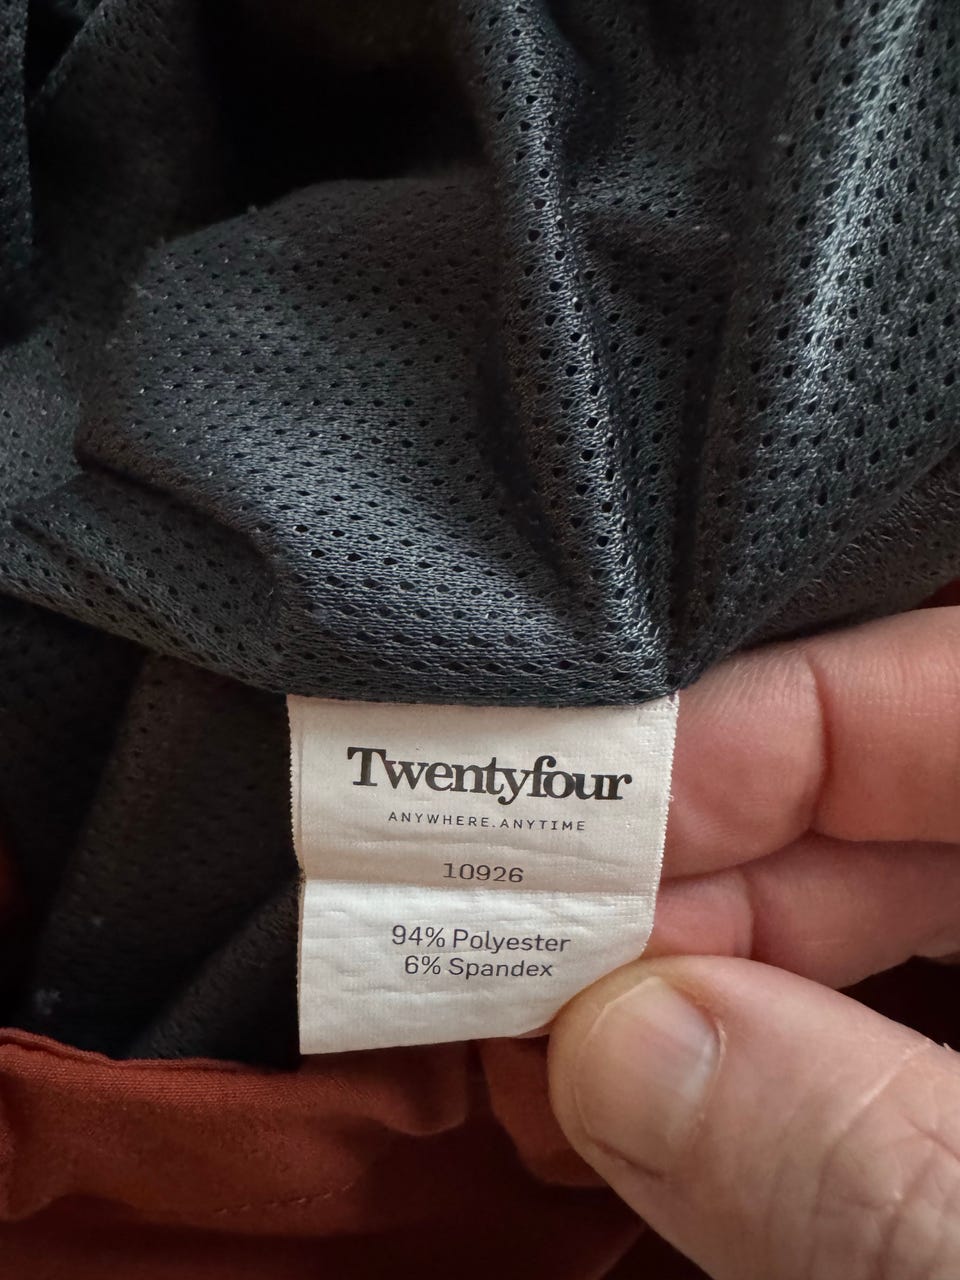 Twentyfour
ANYWHERE.ANYTIME
10926
94% Polyester
6% Spandex